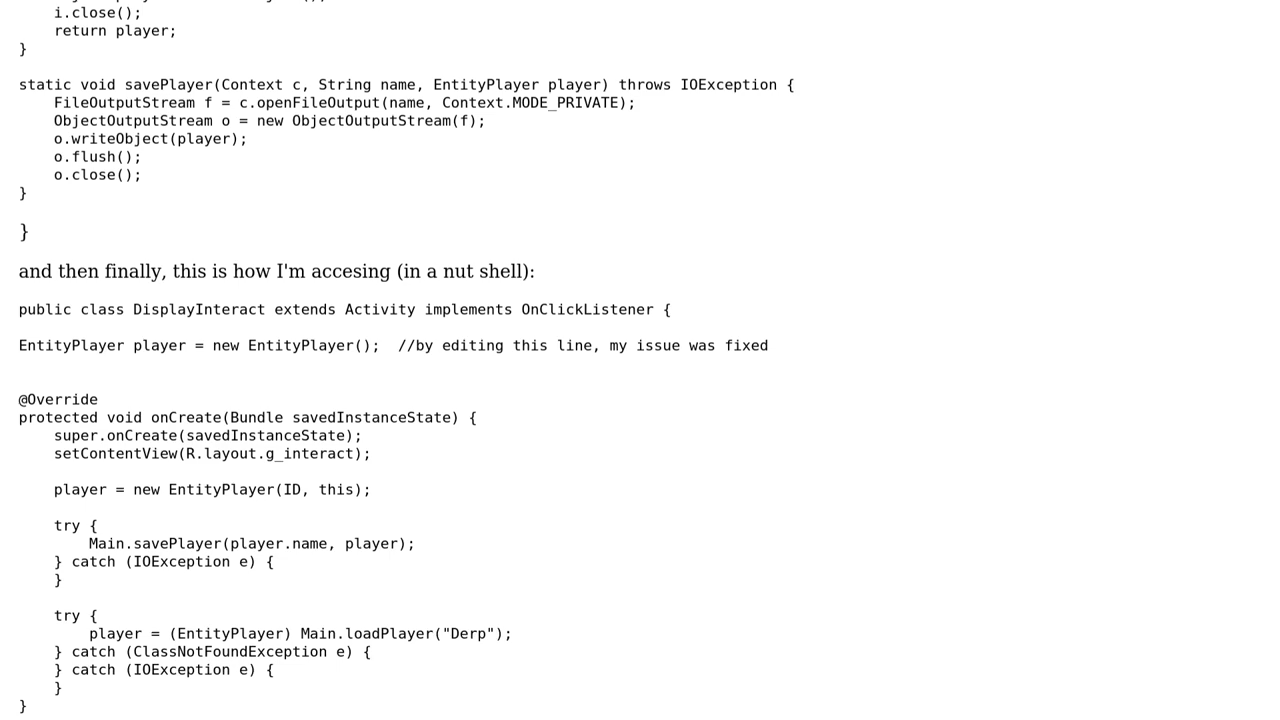 i.close();
return player;
}
static void savePlayer(Context c, String name, EntityPlayer player) throws IOException {
FileOutputStream f = c.openFileOutput(name, Context.MODE_PRIVATE);
ObjectOutputStream o = new ObjectOutputStream(f);
o.writeObject(player);
o.flush();
o.close();
}
}
and then finally, this is how I'm accesing (in a nut shell):
public class DisplayInteract extends Activity implements OnClickListener {
EntityPlayer player = new EntityPlayer();  //by editing this line, my issue was fixed
@Override
protected void onCreate(Bundle savedInstanceState) {
super.onCreate(savedInstanceState);
setContentView(R.layout.g_interact);
player = new EntityPlayer(ID, this);
try {
Main.savePlayer(player.name, player);
} catch (IOException e) {
}
try {
player = (EntityPlayer) Main.loadPlayer("Derp");
} catch (ClassNotFoundException e) {
} catch (IOException e) {
}
}